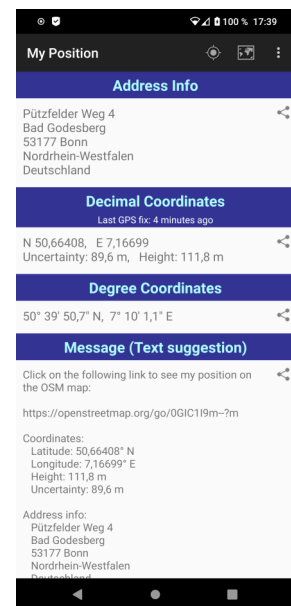 100 % 17:39
My Position
Address Info
Pützfelder Weg 4
Bad Godesberg
53177 Bonn
Nordrhein-Westfalen
Deutschland
Decimal Coordinates
Last GPS fix: 4 minutes ago
N 50,66408, E 7,16699
Uncertainty: 89,6 m, Height: 111,8 m
Degree Coordinates
50° 39' 50,7" N, 7° 10' 1,1" E
Message (Text suggestion)
Click on the following link to see my position on
the OSM map:
https://openstreetmap.org/go/0GIC1I9m--?m
Coordinates:
Latitude: 50,66408° N
Longitude: 7,16699° E
Height: 111,8 m
Uncertainty: 89,6 m
Address info:
Pützfelder Weg 4
Bad Godesberg
53177 Bonn
Nordrhein-Westfalen
Deutschland